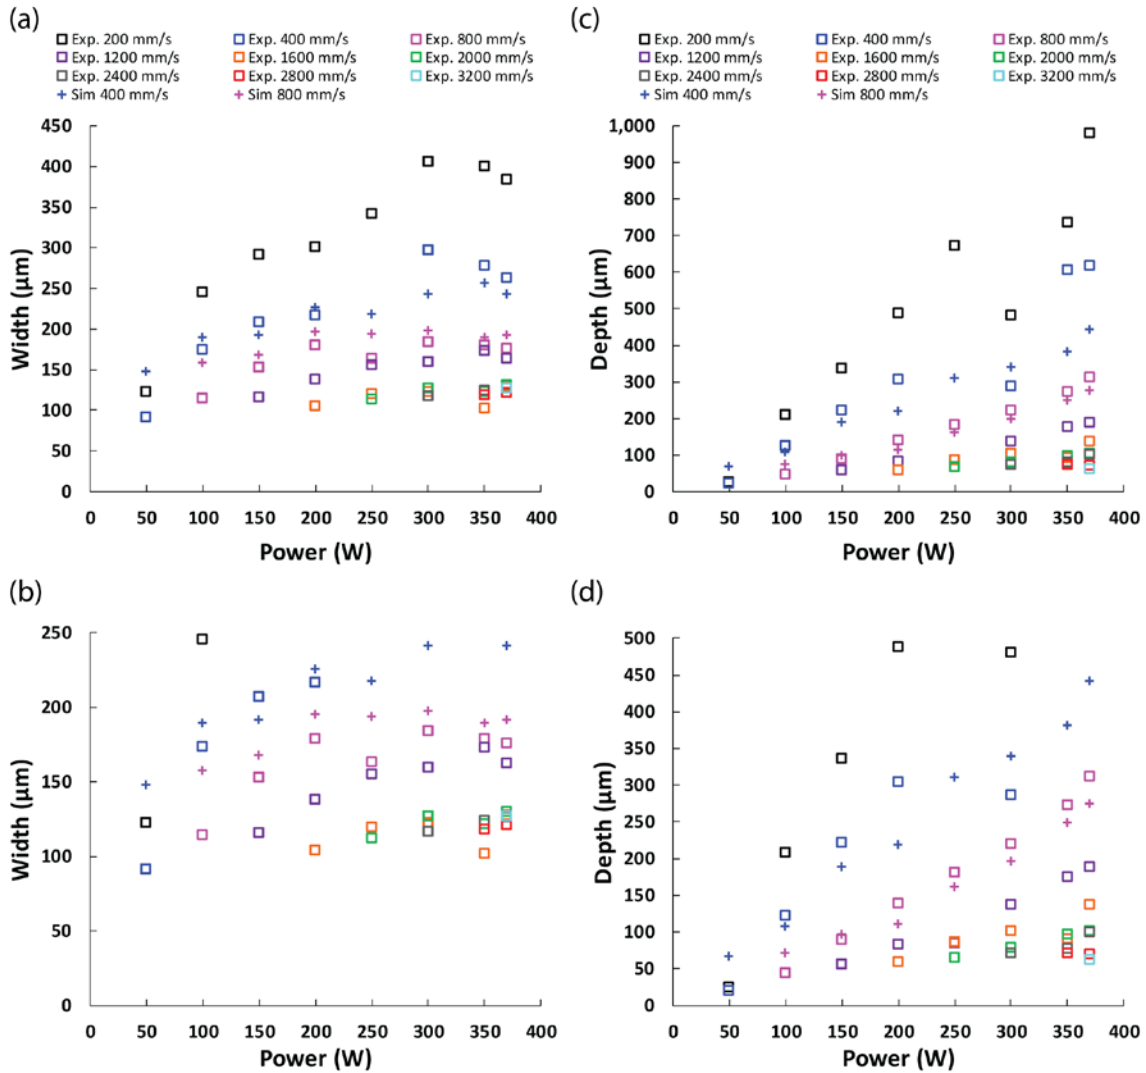 (a)
Exp. 200 mm/s Exp. 400 mm/s Exp. 800 mm/s
Exp. 1200 mm/s Exp. 1600 mm/s Exp. 2000 mm/s
Exp. 2400 mm/s Exp. 2800 mm/s Exp. 3200 mm/s
Sim 400 mm/s Sim 800 mm/s
450
400
350
300
250
200
150
100
50
0
Width (µm)
0 50 100 150 200 250 300 350 400
Power (W)
(c)
Exp. 200 mm/s Exp. 400 mm/s Exp. 800 mm/s
Exp. 1200 mm/s Exp. 1600 mm/s Exp. 2000 mm/s
Exp. 2400 mm/s Exp. 2800 mm/s Exp. 3200 mm/s
Sim 400 mm/s Sim 800 mm/s
1,000
900
800
700
600
500
400
300
200
100
0
Depth (µm)
0 50 100 150 200 250 300 350 400
Power (W)
(b)
250
200
150
100
50
0
Width (µm)
0 50 100 150 200 250 300 350 400
Power (W)
(d)
500
450
400
350
300
250
200
150
100
50
0
Depth (µm)
0 50 100 150 200 250 300 350 400
Power (W)